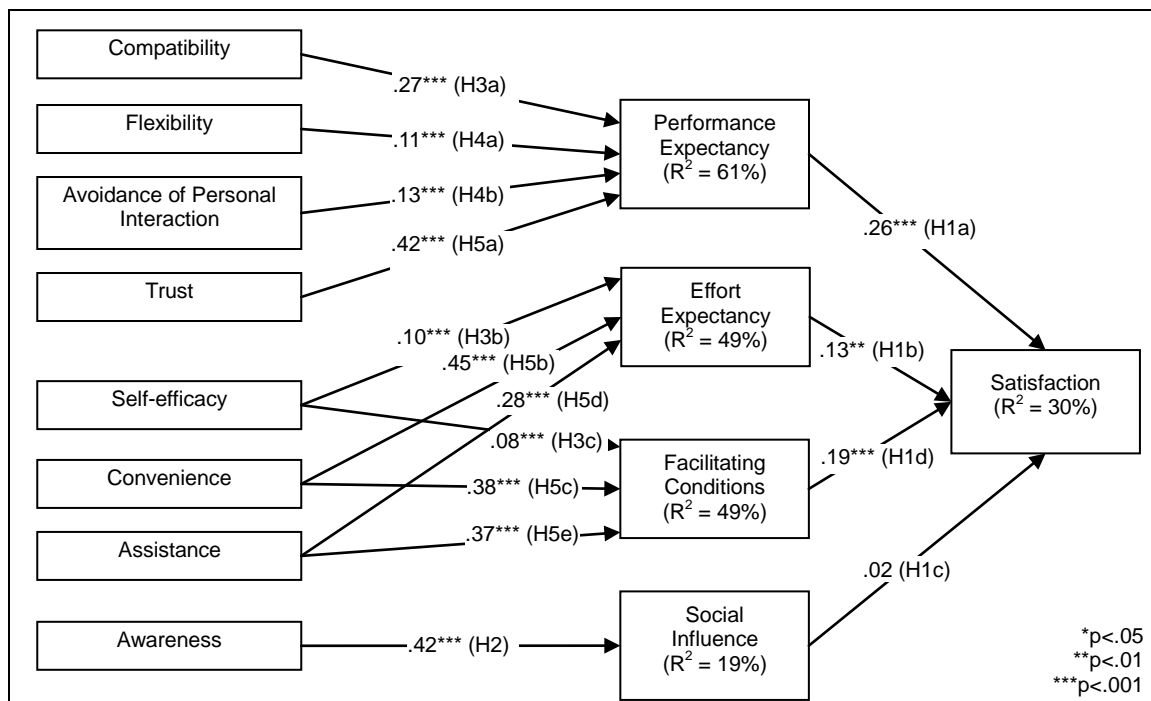 Compatibility
Flexibility
Avoidance of Personal
Interaction
Trust
Self-efficacy
Convenience
Assistance
Awareness
.27*** (H3a)
.11*** (H4a)
.13*** (H4b)
.42*** (H5a)
.10*** (H3b)
.45*** (H5b)
.28*** (H5d)
.08*** (H3c)
.38*** (H5c)
.37*** (H5e)
.42*** (H2)
Performance
Expectancy
(R² = 61%)
Effort
Expectancy
(R² = 49%)
Facilitating
Conditions
(R² = 49%)
Social
Influence
(R² = 19%)
.26*** (H1a)
.13** (H1b)
.19*** (H1d)
.02 (H1c)
Satisfaction
(R² = 30%)
*p<.05
**p<.01
***p<.001